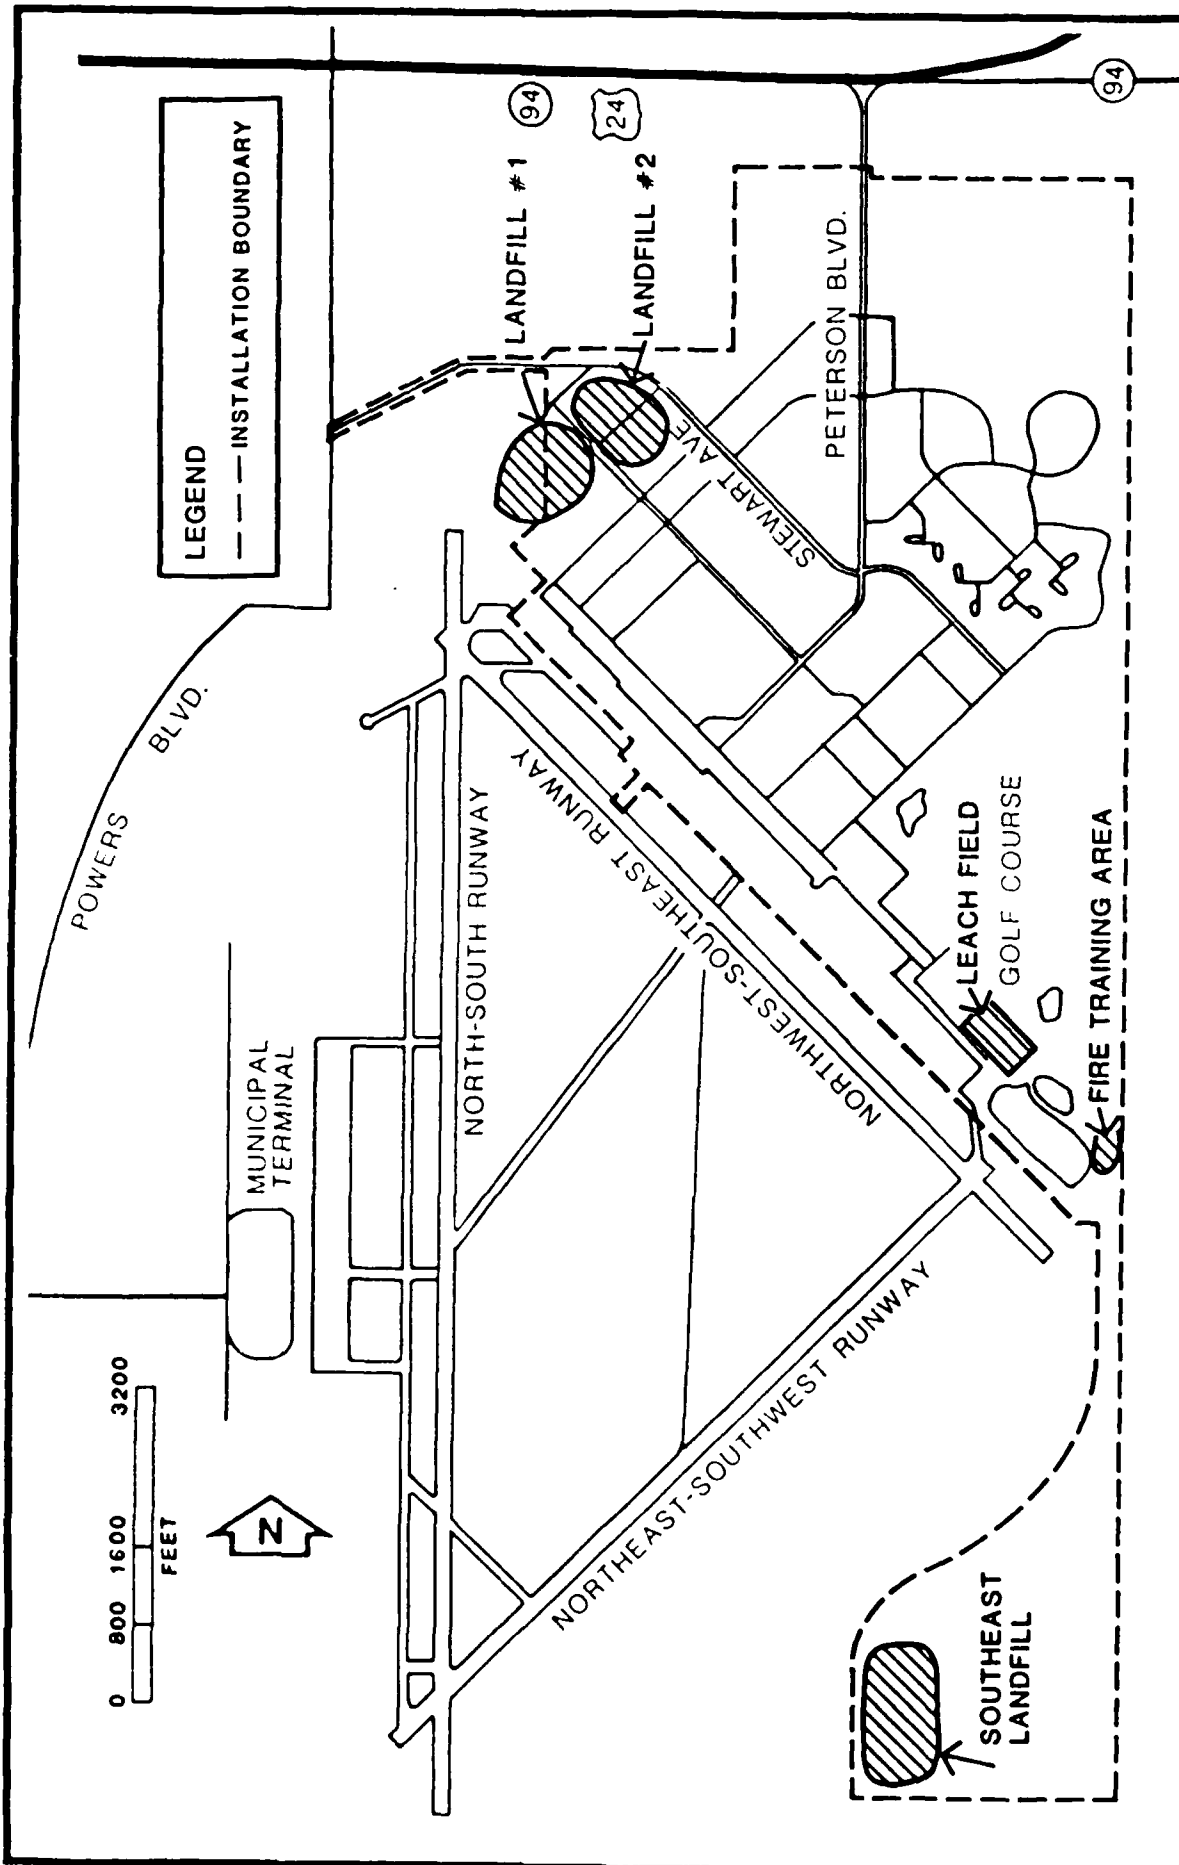 LEGEND
— — — INSTALLATION BOUNDARY
94
24
94
LANDFILL #1
LANDFILL #2
PETERSON BLVD.
STEWART AVE
POWERS BLVD.
NORTH-SOUTH RUNWAY
NORTHWEST-SOUTHEAST RUNWAY
MUNICIPAL
TERMINAL
LEACH FIELD
GOLF COURSE
FIRE TRAINING AREA
NORTHEAST-SOUTHWEST RUNWAY
0 800 1600 3200
FEET
N
SOUTHEAST
LANDFILL